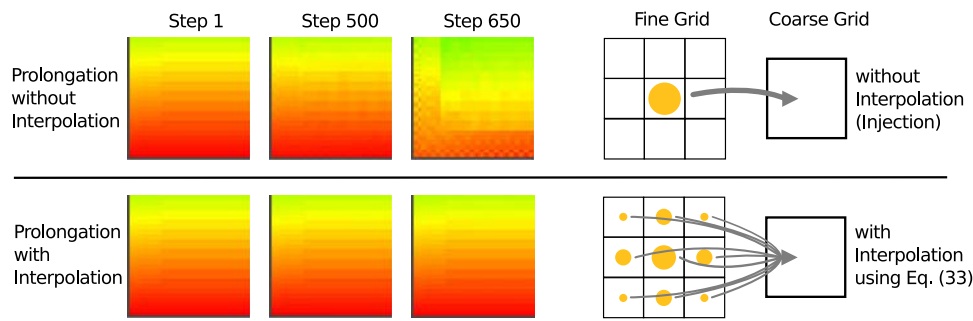 Step 1
Step 500
Step 650
Fine Grid
Coarse Grid
Prolongation
without
Interpolation
without
Interpolation
(Injection)
Prolongation
with
Interpolation
with
Interpolation
using Eq. (33)